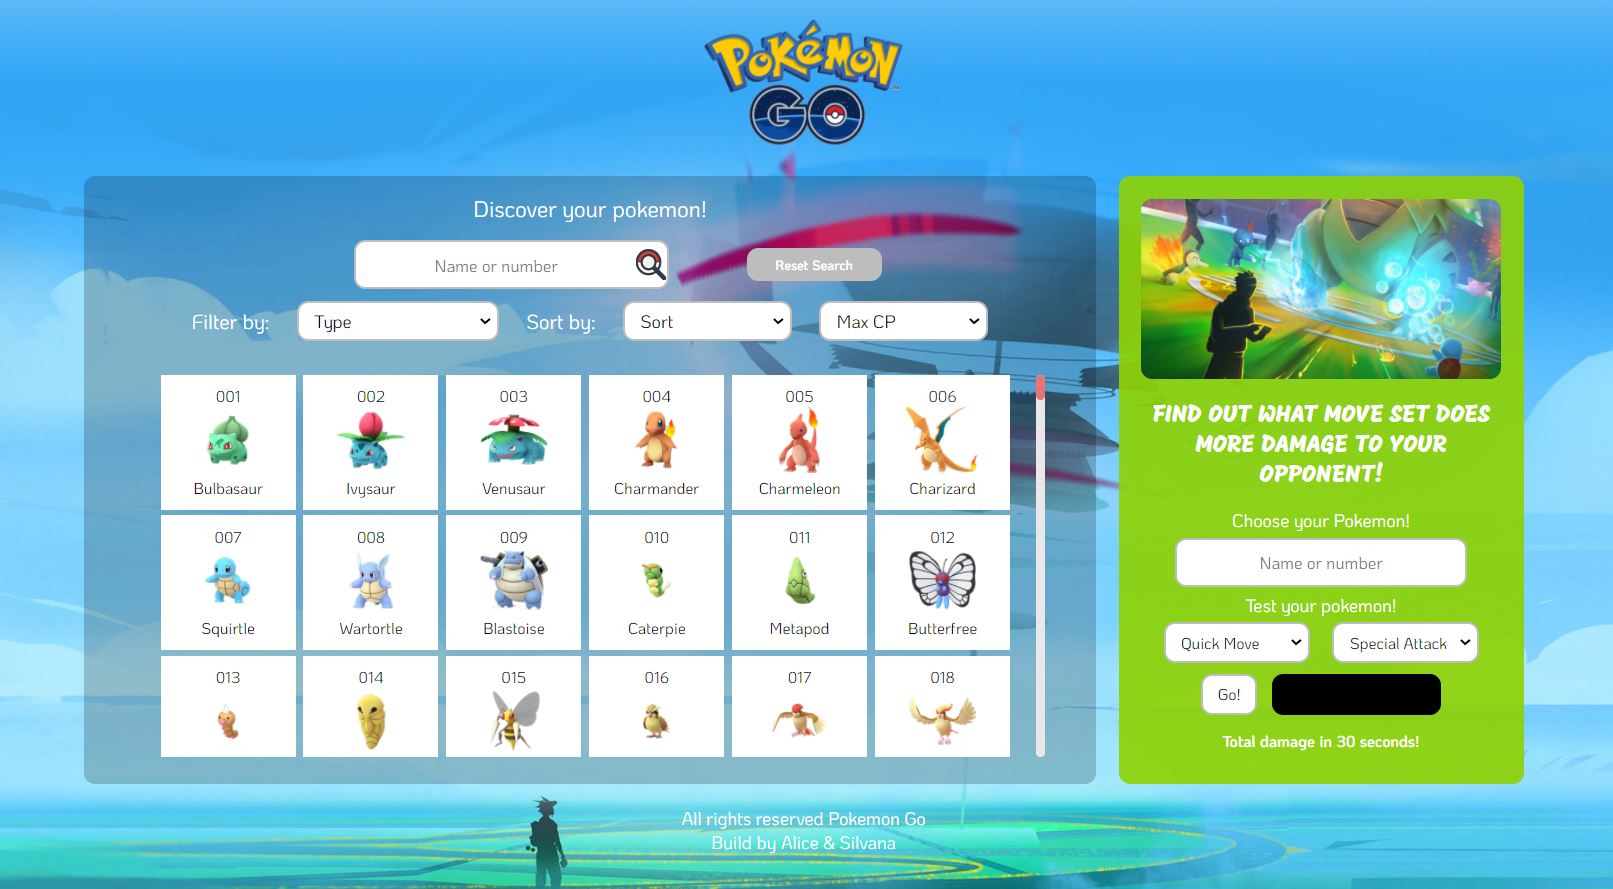 POKéMON
GO
Discover your pokemon!
Name or number
Reset Search
Filter by:
Type
Sort by:
Sort
Max CP
001
002
003
004
005
006
Bulbasaur
Ivysaur
Venusaur
Charmander
Charmeleon
Charizard
007
008
009
010
011
012
Squirtle
Wartortle
Blastoise
Caterpie
Metapod
Butterfree
013
014
015
016
017
018
FIND OUT WHAT MOVE SET DOES
MORE DAMAGE TO YOUR
OPPONENT!
Choose your Pokemon!
Name or number
Test your pokemon!
Quick Move
Special Attack
Go!
Total damage in 30 seconds!
All rights reserved Pokemon Go
Build by Alice & Silvana